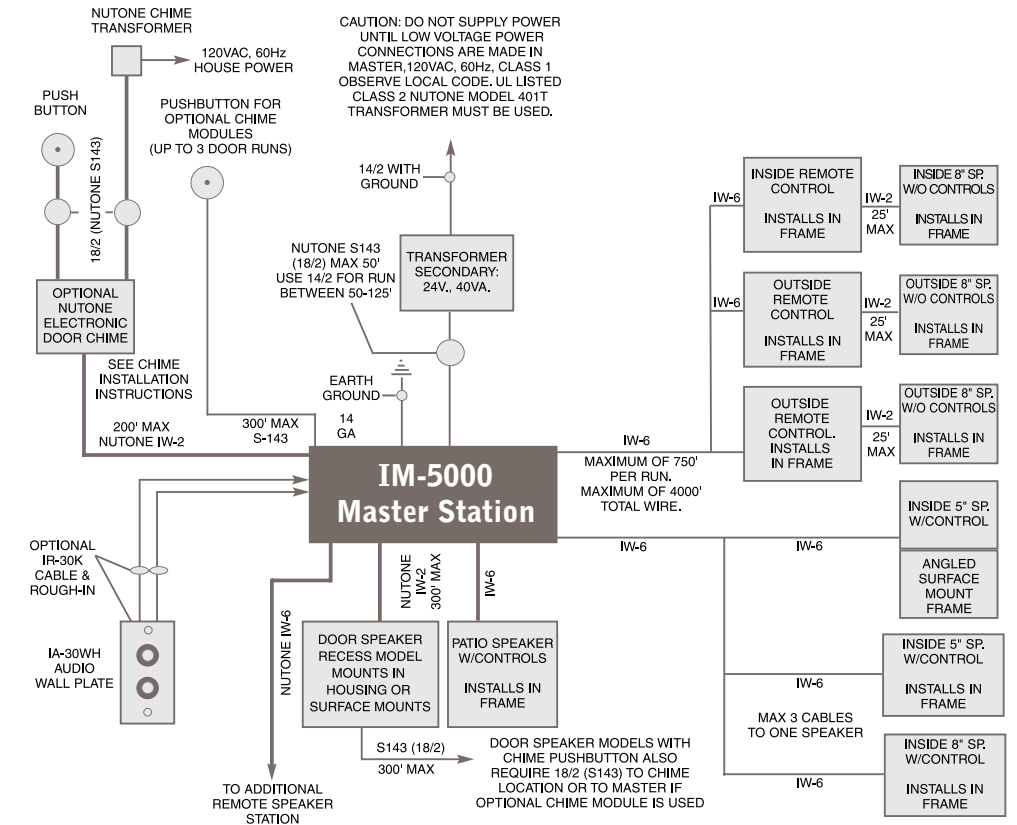 NUTONE CHIME
TRANSFORMER
120VAC, 60Hz
HOUSE POWER
PUSH
BUTTON
18/2 (NUTONE S143)
OPTIONAL
NUTONE
ELECTRONIC
DOOR CHIME
SEE CHIME
INSTALLATION
INSTRUCTIONS
200' MAX
NUTONE IW-2
PUSHBUTTON FOR
OPTIONAL CHIME
MODULES
(UP TO 3 DOOR RUNS)
300' MAX
S-143
CAUTION: DO NOT SUPPLY POWER
UNTIL LOW VOLTAGE POWER
CONNECTIONS ARE MADE IN
MASTER,120VAC, 60Hz, CLASS 1
OBSERVE LOCAL CODE. UL LISTED
CLASS 2 NUTONE MODEL 401T
TRANSFORMER MUST BE USED.
14/2 WITH
GROUND
NUTONE S143
(18/2) MAX 50'
USE 14/2 FOR RUN
BETWEEN 50-125'
TRANSFORMER
SECONDARY:
24V., 40VA.
EARTH
GROUND
14
GA
IM-5000
Master Station
IW-6
MAXIMUM OF 750'
PER RUN.
MAXIMUM OF 4000'
TOTAL WIRE.
IW-6
INSIDE REMOTE
CONTROL
INSTALLS IN
FRAME
IW-2
25'
MAX
INSIDE 8" SP.
W/O CONTROLS
INSTALLS IN
FRAME
IW-6
OUTSIDE
REMOTE
CONTROL
INSTALLS IN
FRAME
IW-2
25'
MAX
OUTSIDE 8" SP.
W/O CONTROLS
INSTALLS IN
FRAME
OUTSIDE
REMOTE
CONTROL.
INSTALLS
IN FRAME
IW-2
25'
MAX
OUTSIDE 8" SP.
W/O CONTROLS
INSTALLS IN
FRAME
IW-6
IW-6
INSIDE 5" SP.
W/CONTROL
ANGLED
SURFACE
MOUNT
FRAME
IW-6
INSIDE 5" SP.
W/CONTROL
INSTALLS IN
FRAME
MAX 3 CABLES
TO ONE SPEAKER
IW-6
INSIDE 8" SP.
W/CONTROL
INSTALLS IN
FRAME
OPTIONAL
IR-30K
CABLE &
ROUGH-IN
IA-30WH
AUDIO
WALL PLATE
NUTONE IW-6
TO ADDITIONAL
REMOTE SPEAKER
STATION
NUTONE
IW-2
300' MAX
DOOR SPEAKER
RECESS MODEL
MOUNTS IN
HOUSING OR
SURFACE MOUNTS
S143 (18/2)
300' MAX
DOOR SPEAKER MODELS WITH
CHIME PUSHBUTTON ALSO
REQUIRE 18/2 (S143) TO CHIME
LOCATION OR TO MASTER IF
OPTIONAL CHIME MODULE IS USED
IW-6
PATIO SPEAKER
W/CONTROLS
INSTALLS IN
FRAME